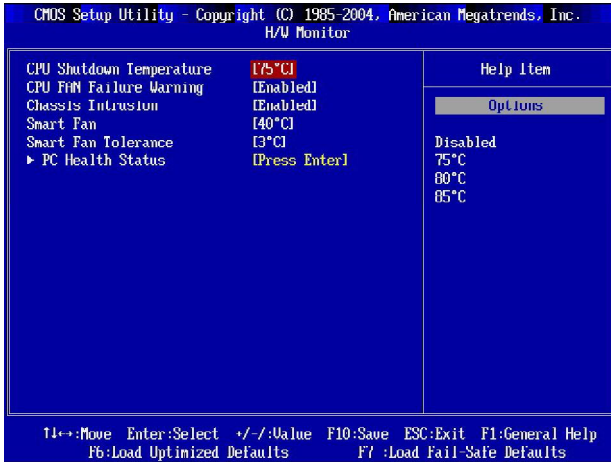 CMOS Setup Utility - Copyright (C) 1985-2004, American Megatrends, Inc.
H/W Monitor
CPU Shutdown Temperature [75°C]
CPU FAN Failure Warning [Enabled]
Chassis Intrusion [Enabled]
Smart Fan [40°C]
Smart Fan Tolerance [3°C]
► PC Health Status [Press Enter]
Help Item
Options
Disabled
75°C
80°C
85°C
↑↓←→:Move Enter:Select +/-/:Value F10:Save ESC:Exit F1:General Help
F6:Load Optimized Defaults F7 :Load Fail-Safe Defaults